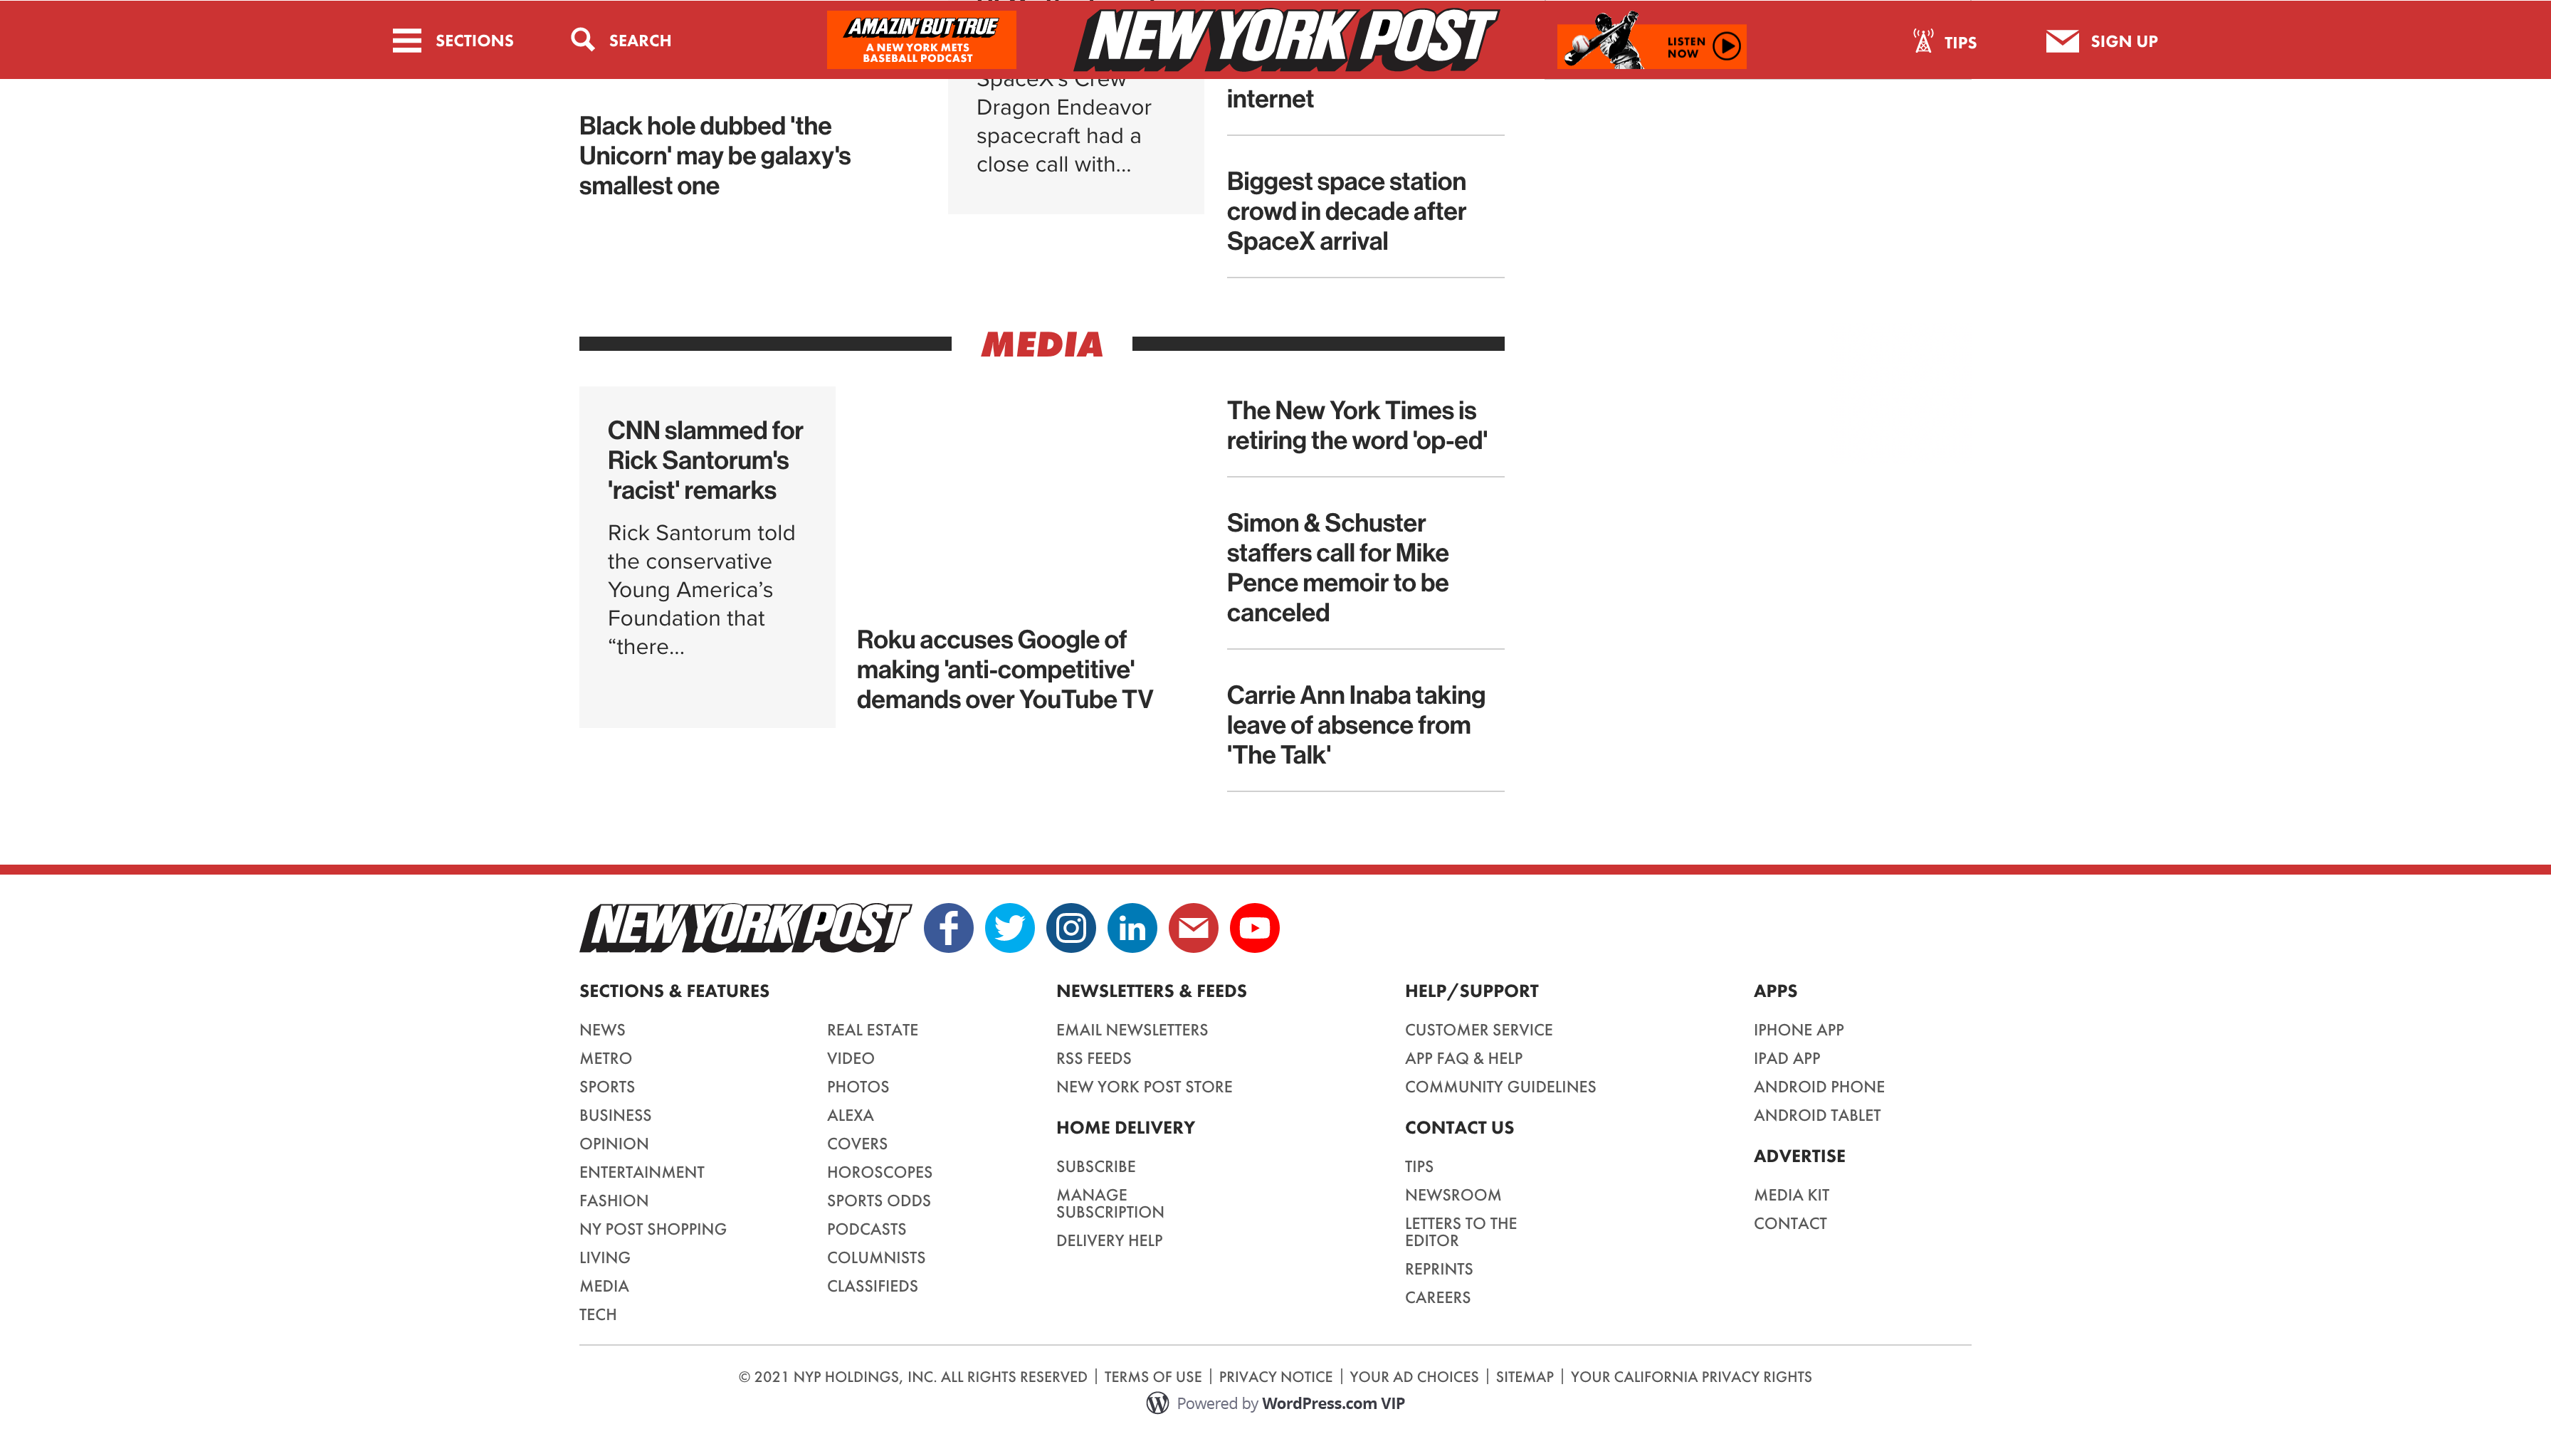 SECTIONS
SEARCH
AMAZIN' BUT TRUE
A NEW YORK METS
BASEBALL PODCAST
NEW YORK POST
LISTEN
NOW
TIPS
SIGN UP
Black hole dubbed 'the
Unicorn' may be galaxy's
smallest one
SpaceX's Crew
Dragon Endeavor
spacecraft had a
close call with...
internet
Biggest space station
crowd in decade after
SpaceX arrival
MEDIA
CNN slammed for
Rick Santorum's
'racist' remarks
Rick Santorum told
the conservative
Young America’s
Foundation that
“there...
Roku accuses Google of
making 'anti-competitive'
demands over YouTube TV
The New York Times is
retiring the word 'op-ed'
Simon & Schuster
staffers call for Mike
Pence memoir to be
canceled
Carrie Ann Inaba taking
leave of absence from
'The Talk'
NEW YORK POST
SECTIONS & FEATURES
NEWS
METRO
SPORTS
BUSINESS
OPINION
ENTERTAINMENT
FASHION
NY POST SHOPPING
LIVING
MEDIA
TECH
REAL ESTATE
VIDEO
PHOTOS
ALEXA
COVERS
HOROSCOPES
SPORTS ODDS
PODCASTS
COLUMNISTS
CLASSIFIEDS
NEWSLETTERS & FEEDS
EMAIL NEWSLETTERS
RSS FEEDS
NEW YORK POST STORE
HOME DELIVERY
SUBSCRIBE
MANAGE
SUBSCRIPTION
DELIVERY HELP
HELP/SUPPORT
CUSTOMER SERVICE
APP FAQ & HELP
COMMUNITY GUIDELINES
CONTACT US
TIPS
NEWSROOM
LETTERS TO THE
EDITOR
REPRINTS
CAREERS
APPS
IPHONE APP
IPAD APP
ANDROID PHONE
ANDROID TABLET
ADVERTISE
MEDIA KIT
CONTACT
© 2021 NYP HOLDINGS, INC. ALL RIGHTS RESERVED | TERMS OF USE | PRIVACY NOTICE | YOUR AD CHOICES | SITEMAP | YOUR CALIFORNIA PRIVACY RIGHTS
Powered by WordPress.com VIP